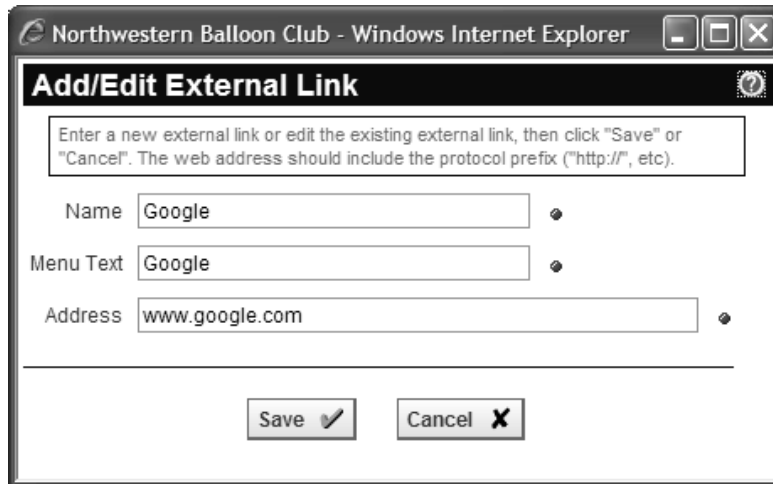 Northwestern Balloon Club - Windows Internet Explorer
Add/Edit External Link
Enter a new external link or edit the existing external link, then click "Save" or
"Cancel". The web address should include the protocol prefix ("http://", etc).
Name Google
Menu Text Google
Address www.google.com
Save Cancel